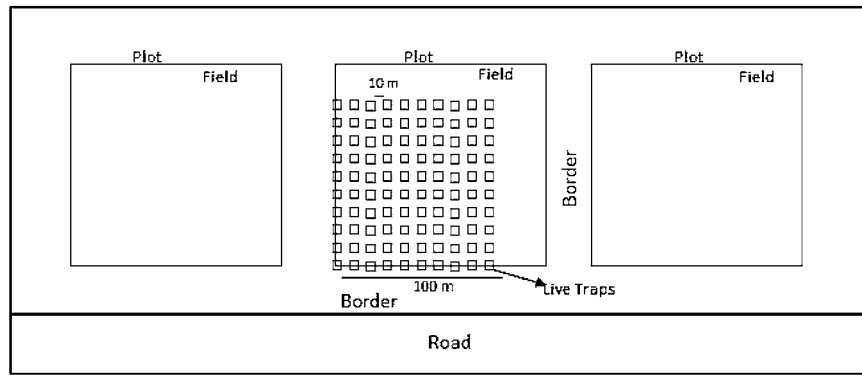 Plot
Plot
Plot
Field
Field
Field
10 m
Border
100 m
Live Traps
Border
Road